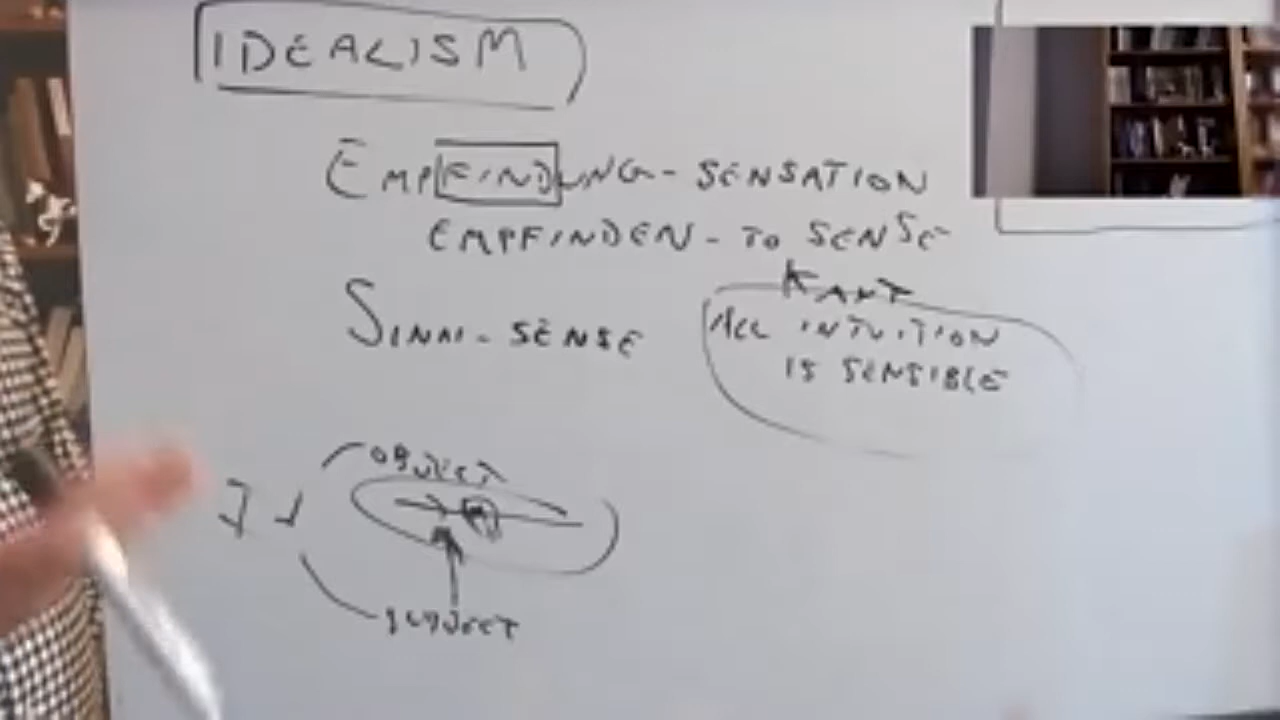 IDEALISM
EMPFINDUNG - SENSATION
EMPFINDEN - TO SENSE
KANT
SINN - SENSE
ALL INTUITION
IS SENSIBLE
OBJECT
SUBJECT